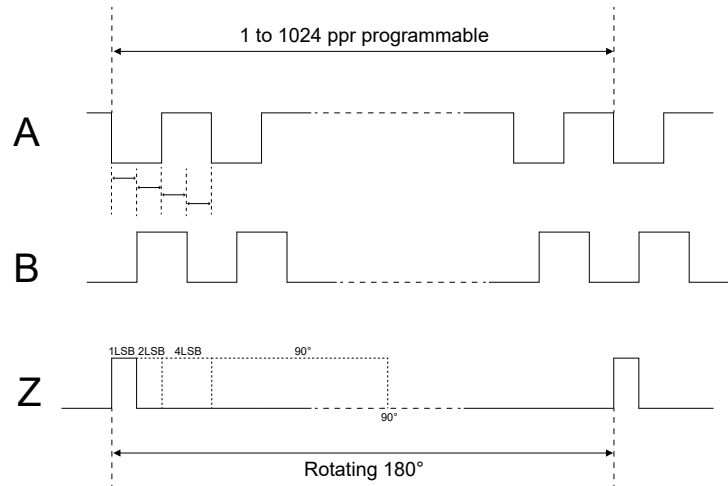 1 to 1024 ppr programmable
A
B
1LSB 2LSB 4LSB 90°
Z
90°
Rotating 180°